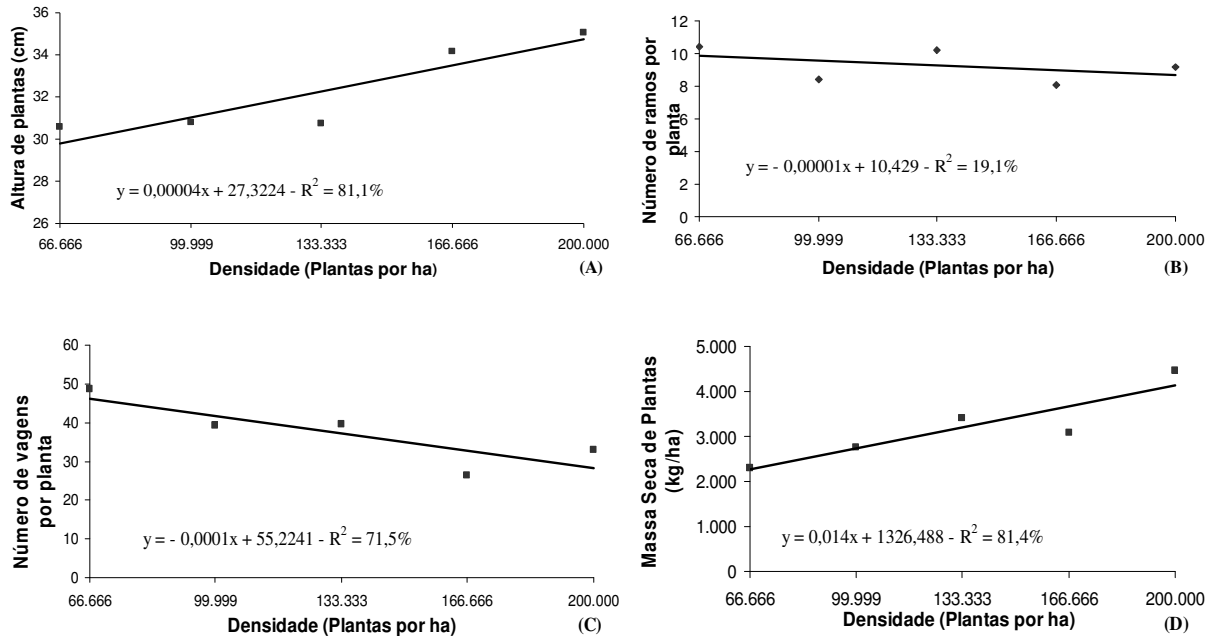 Altura de plantas (cm)
36
34
32
30
28
26
y = 0,00004x + 27,3224 - R² = 81,1%
66.666 99.999 133.333 166.666 200.000
Densidade (Plantas por ha)
(A)
Número de ramos por planta
12
10
8
6
4
2
0
y = - 0,00001x + 10,429 - R² = 19,1%
66.666 99.999 133.333 166.666 200.000
Densidade (Plantas por ha)
(B)
Número de vagens
por planta
60
50
40
30
20
10
0
y = - 0,0001x + 55,2241 - R² = 71,5%
66.666 99.999 133.333 166.666 200.000
Densidade (Plantas por ha)
(C)
Massa Seca de Plantas
(kg/ha)
5.000
4.000
3.000
2.000
1.000
0
y = 0,014x + 1326,488 - R² = 81,4%
66.666 99.999 133.333 166.666 200.000
Densidade (Plantas por ha)
(D)